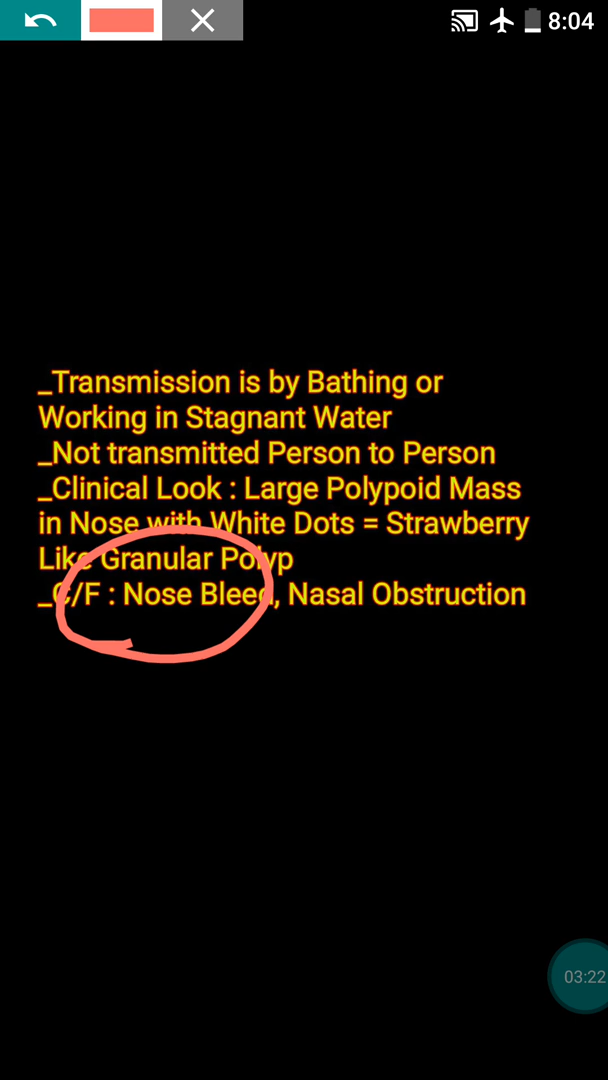 8:04
_Transmission is by Bathing or
Working in Stagnant Water
_Not transmitted Person to Person
_Clinical Look : Large Polypoid Mass
in Nose with White Dots = Strawberry
Like Granular Polyp
_C/F : Nose Bleed, Nasal Obstruction
03:22